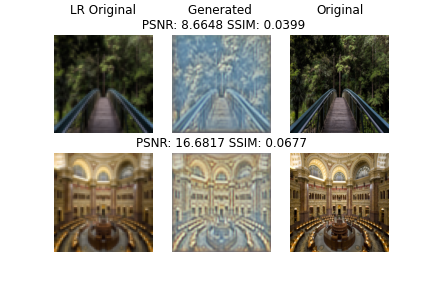 LR Original Generated Original
PSNR: 8.6648 SSIM: 0.0399
PSNR: 16.6817 SSIM: 0.0677